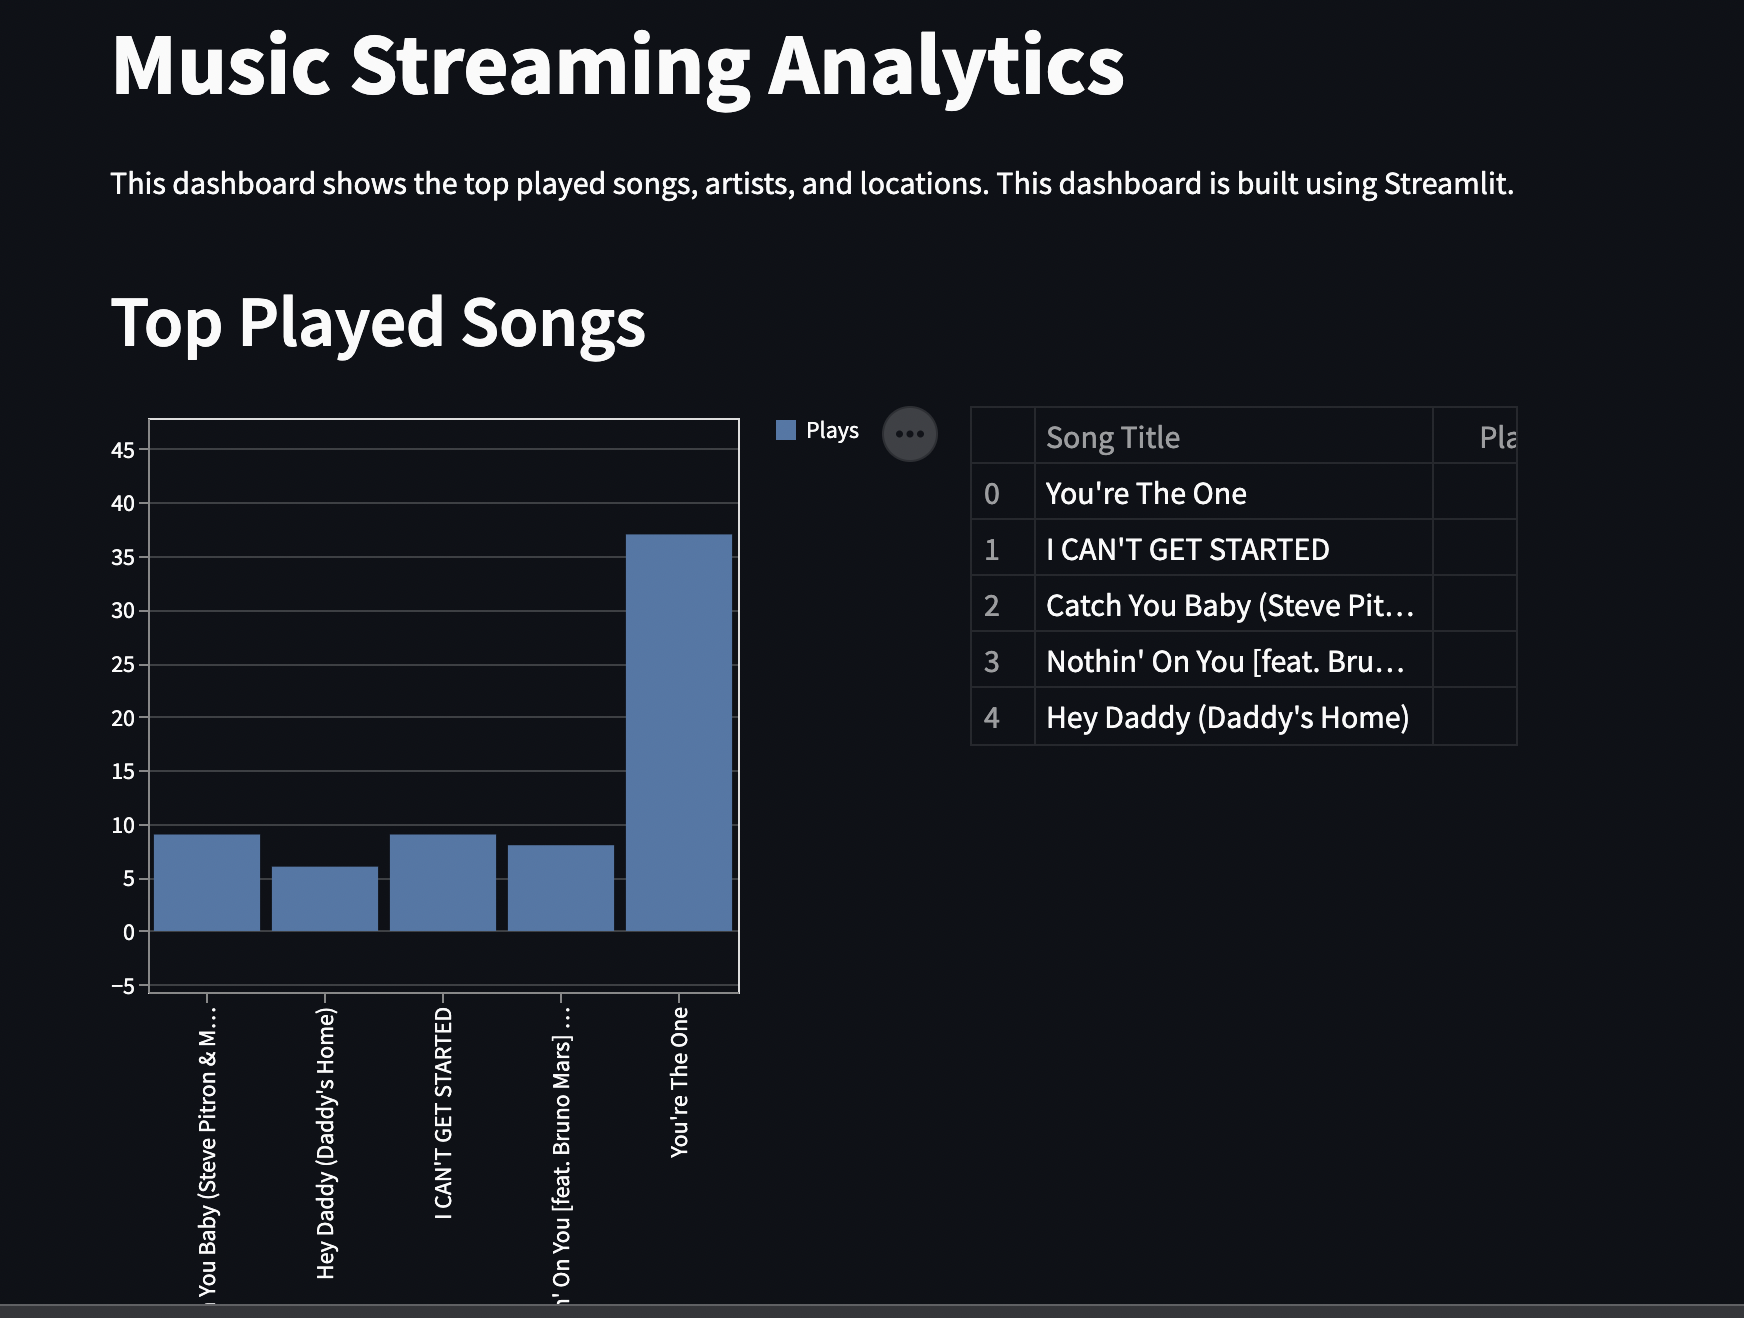 Music Streaming Analytics
This dashboard shows the top played songs, artists, and locations. This dashboard is built using Streamlit.
Top Played Songs
45
40
35
30
25
20
15
10
5
0
−5
You Baby (Steve Pitron & M…
Hey Daddy (Daddy's Home)
I CAN'T GET STARTED
n' On You [feat. Bruno Mars] …
You're The One
Plays
Song Title Pla
0 You're The One
1 I CAN'T GET STARTED
2 Catch You Baby (Steve Pit…
3 Nothin' On You [feat. Bru…
4 Hey Daddy (Daddy's Home)